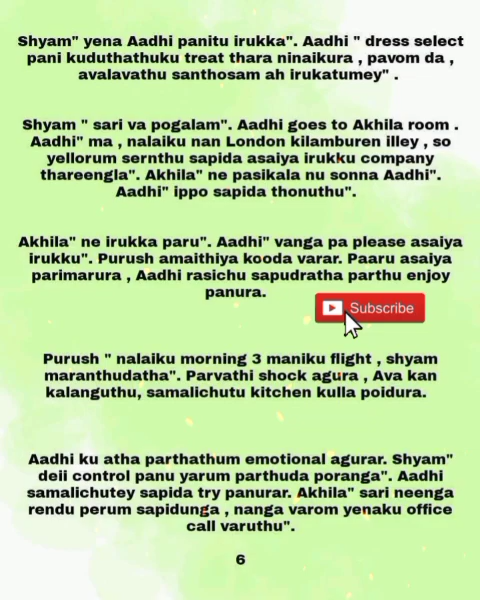 Shyam" yena Aadhi panitu irukka". Aadhi " dress select
pani kuduthathuku treat thara ninaikura , pavom da ,
avalavathu santhosam ah irukatumey" .
Shyam " sari va pogalam". Aadhi goes to Akhila room .
Aadhi" ma , nalaiku nan London kilamburen illey , so
yellorum sernthu sapida asaiya irukku company
thareengla". Akhila" ne pasikala nu sonna Aadhi".
Aadhi" ippo sapida thonuthu".
Akhila" ne irukka paru". Aadhi" vanga pa please asaiya
irukku". Purush amaithiya kooda varar. Paaru asaiya
parimarura , Aadhi rasichu sapudratha parthu enjoy
panura.
Subscribe
Purush " nalaiku morning 3 maniku flight , shyam
maranthudatha". Parvathi shock agura , Ava kan
kalanguthu, samalichutu kitchen kulla poidura.
Aadhi ku atha parthathum emotional agurar. Shyam"
deii control panu yarum parthuda poranga". Aadhi
samalichutey sapida try panurar. Akhila" sari neenga
rendu perum sapidunga , nanga varom yenaku office
call varuthu".
6